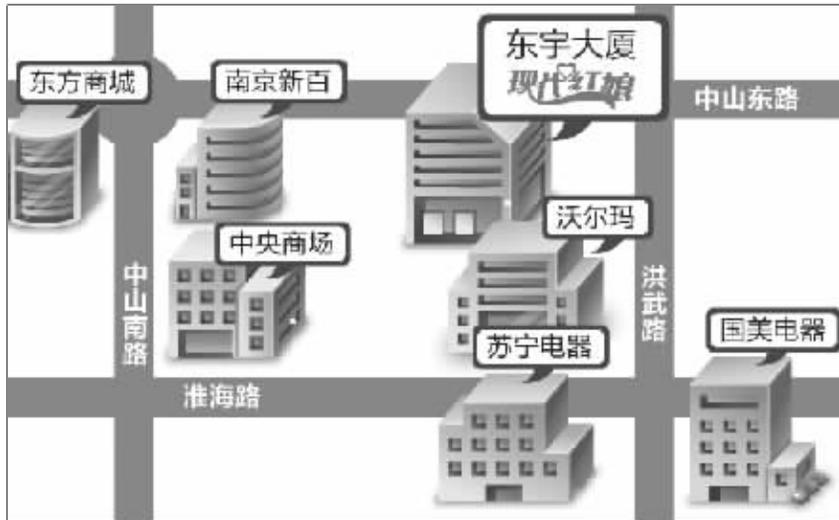 东宇大厦
现代红娘
东方商城
南京新百
中山东路
沃尔玛
中央商场
中山南路
洪武路
国美电器
苏宁电器
淮海路